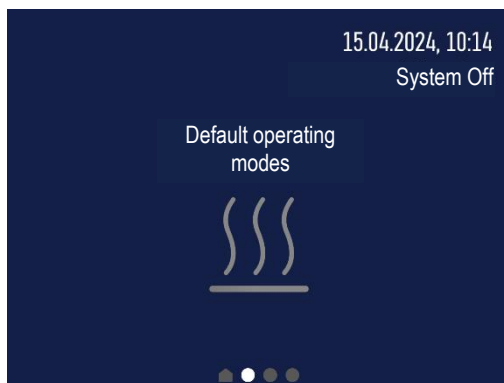 15.04.2024, 10:14
System Off
Default operating
modes